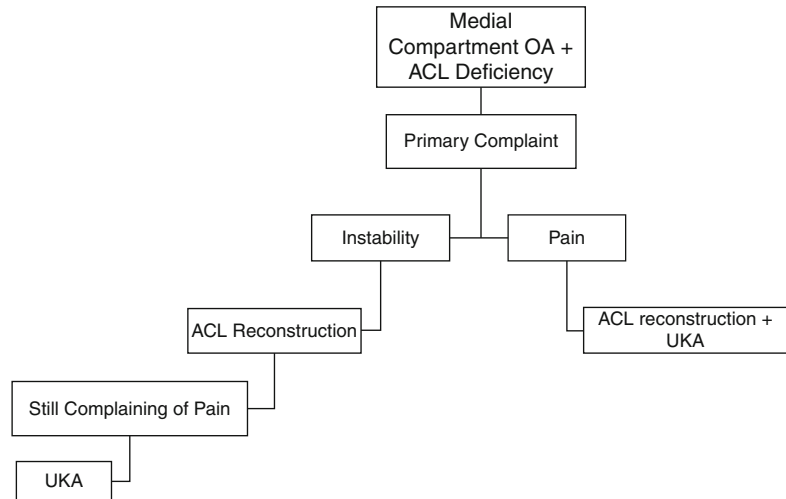 Medial
Compartment OA +
ACL Deficiency
Primary Complaint
Instability
Pain
ACL Reconstruction
ACL reconstruction +
UKA
Still Complaining of Pain
UKA